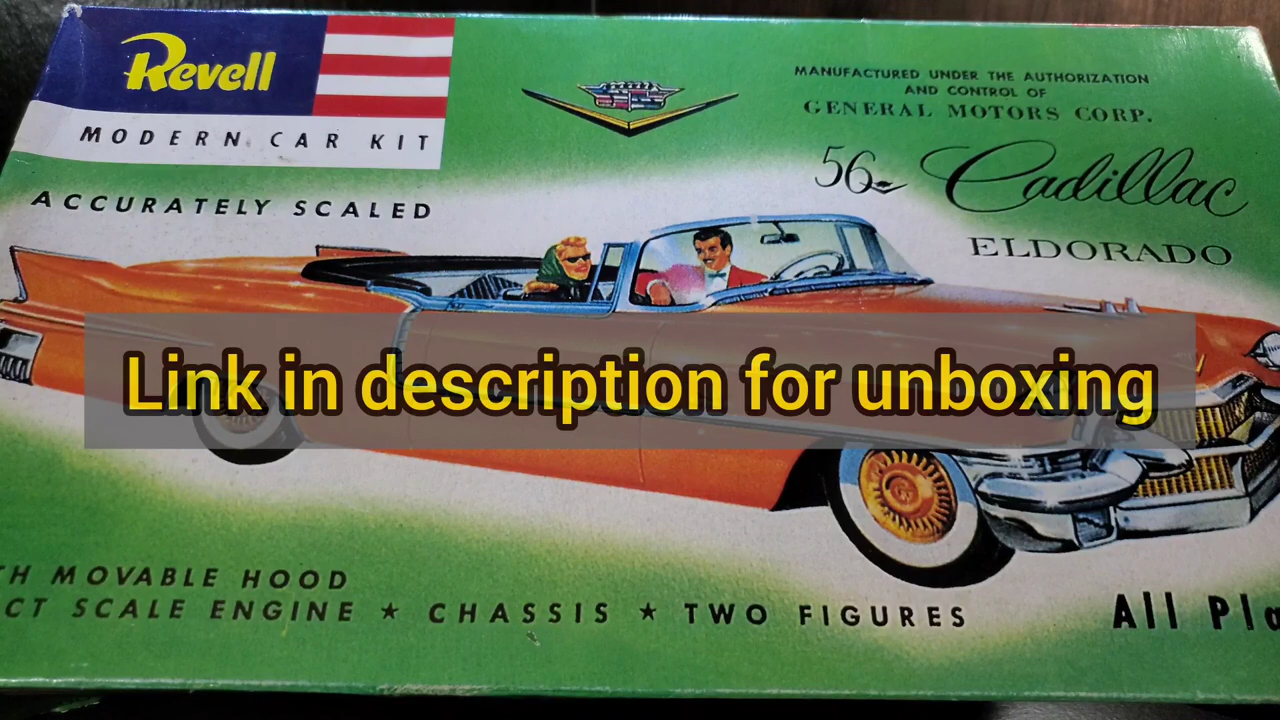 Revell
MODERN CAR KIT
ACCURATELY SCALED
MANUFACTURED UNDER THE AUTHORIZATION
AND CONTROL OF
GENERAL MOTORS CORP.
56 Cadillac
ELDORADO
Link in description for unboxing
MOVABLE HOOD
SCALE ENGINE ★ CHASSIS ★ TWO FIGURES
All